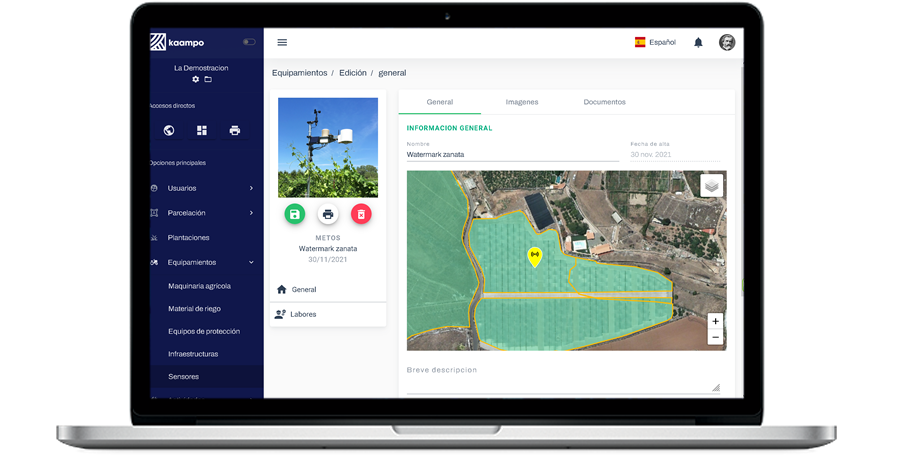 kaampo
La Demostracion
Accesos directos
Opciones principales
Usuarios
Parcelación
Plantaciones
Equipamientos
Maquinaria agrícola
Material de riego
Equipos de protección
Infraestructuras
Sensores
Español
Equipamientos / Edición / general
METOS
Watermark zanata
30/11/2021
General
Labores
General Imagenes Documentos
INFORMACION GENERAL
Nombre Fecha de alta
Watermark zanata 30 nov. 2021
+
−
Breve descripcion